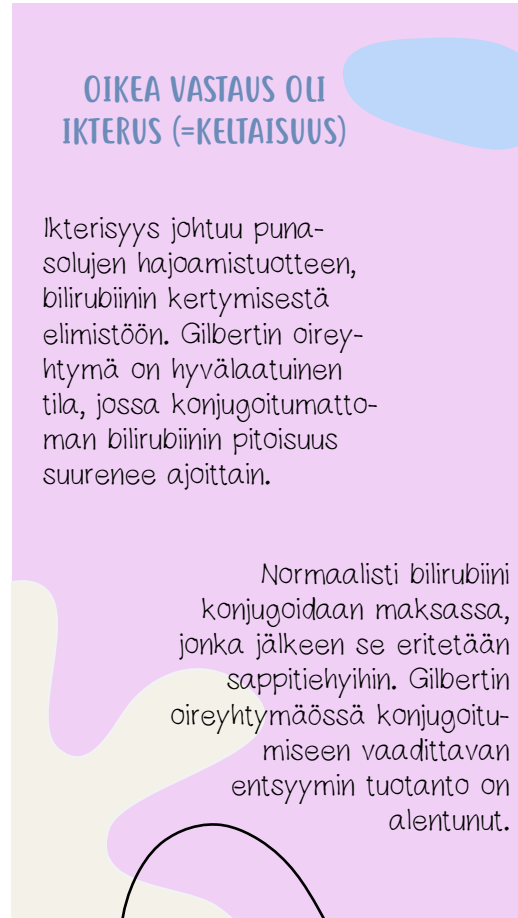 OIKEA VASTAUS OLI
IKTERUS (=KELTAISUUS)
Ikterisyys johtuu puna-
solujen hajoamistuotteen,
bilirubiinin kertymisestä
elimistöön. Gilbertin oirey-
htymä on hyvälaatuinen
tila, jossa konjugoitumatto-
man bilirubiinin pitoisuus
suurenee ajoittain.
Normaalisti bilirubiini
konjugoidaan maksassa,
jonka jälkeen se eritetään
sappitiehyihin. Gilbertin
oireyhtymäössä konjugoitu-
miseen vaadittavan
entsyymin tuotanto on
alentunut.